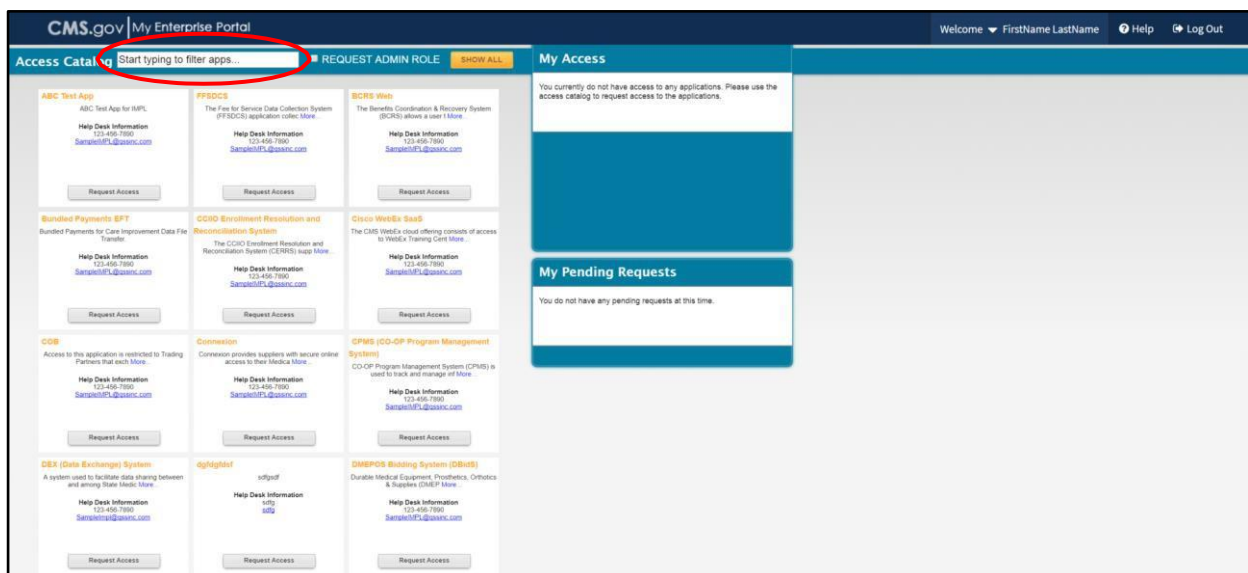 CMS.gov My Enterprise Portal
Welcome FirstName LastName Help Log Out
Access Catalog Start typing to filter apps... REQUEST ADMIN ROLE SHOW ALL
ABC Test App
ABC Test App for IMPL
Help Desk Information
123-456-7890
SampleIMPL@qssinc.com
Request Access
FFSDCS
The Fee for Service Data Collection System
(FFSDCS) application collec More...
Help Desk Information
123-456-7890
SampleIMPL@qssinc.com
Request Access
BCRS Web
The Benefits Coordination & Recovery System
(BCRS) allows a user t More...
Help Desk Information
123-456-7890
SampleIMPL@qssinc.com
Request Access
Bundled Payments EFT
Bundled Payments for Care Improvement Data File
Transfer.
Help Desk Information
123-456-7890
SampleIMPL@qssinc.com
Request Access
CCIIO Enrollment Resolution and
Reconciliation System
The CCIIO Enrollment Resolution and
Reconciliation System (CERRS) supp More...
Help Desk Information
123-456-7890
SampleIMPL@qssinc.com
Request Access
Cisco WebEx SaaS
The CMS WebEx cloud offering consists of access
to WebEx Training Cent More...
Help Desk Information
123-456-7890
SampleIMPL@qssinc.com
Request Access
COB
Access to this application is restricted to Trading
Partners that exch More...
Help Desk Information
123-456-7890
SampleIMPL@qssinc.com
Request Access
Connexion
Connexion provides suppliers with secure online
access to their Medica More...
Help Desk Information
123-456-7890
SampleIMPL@qssinc.com
Request Access
CPMS (CO-OP Program Management
System)
CO-OP Program Management System (CPMS) is
used to track and manage inf More...
Help Desk Information
123-456-7890
SampleIMPL@qssinc.com
Request Access
DEX (Data Exchange) System
A system used to facilitate data sharing between
and among State Medic More...
Help Desk Information
123-456-7890
SampleImpl@qssinc.com
Request Access
dgfdgfdsf
sdfgsdf
Help Desk Information
sdfg
sdfg
Request Access
DMEPOS Bidding System (DBidS)
Durable Medical Equipment, Prosthetics, Orthotics
& Supplies (DMEP More...
Help Desk Information
123-456-7890
SampleIMPL@qssinc.com
Request Access
My Access
You currently do not have access to any applications. Please use the
access catalog to request access to the applications.
My Pending Requests
You do not have any pending requests at this time.